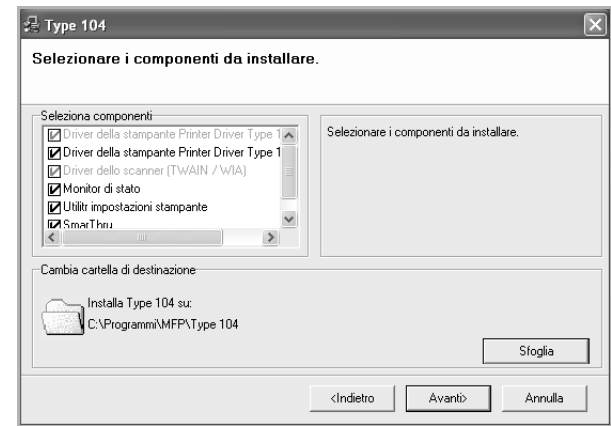 Type 104
Selezionare i componenti da installare.
Seleziona componenti
Driver della stampante Printer Driver Type 1
Driver della stampante Printer Driver Type 1
Driver dello scanner (TWAIN / WIA)
Monitor di stato
Utilitr impostazioni stampante
SmarThru
Selezionare i componenti da installare.
Cambia cartella di destinazione
Installa Type 104 su:
C:\Programmi\MFP\Type 104
Sfoglia
<Indietro
Avanti>
Annulla